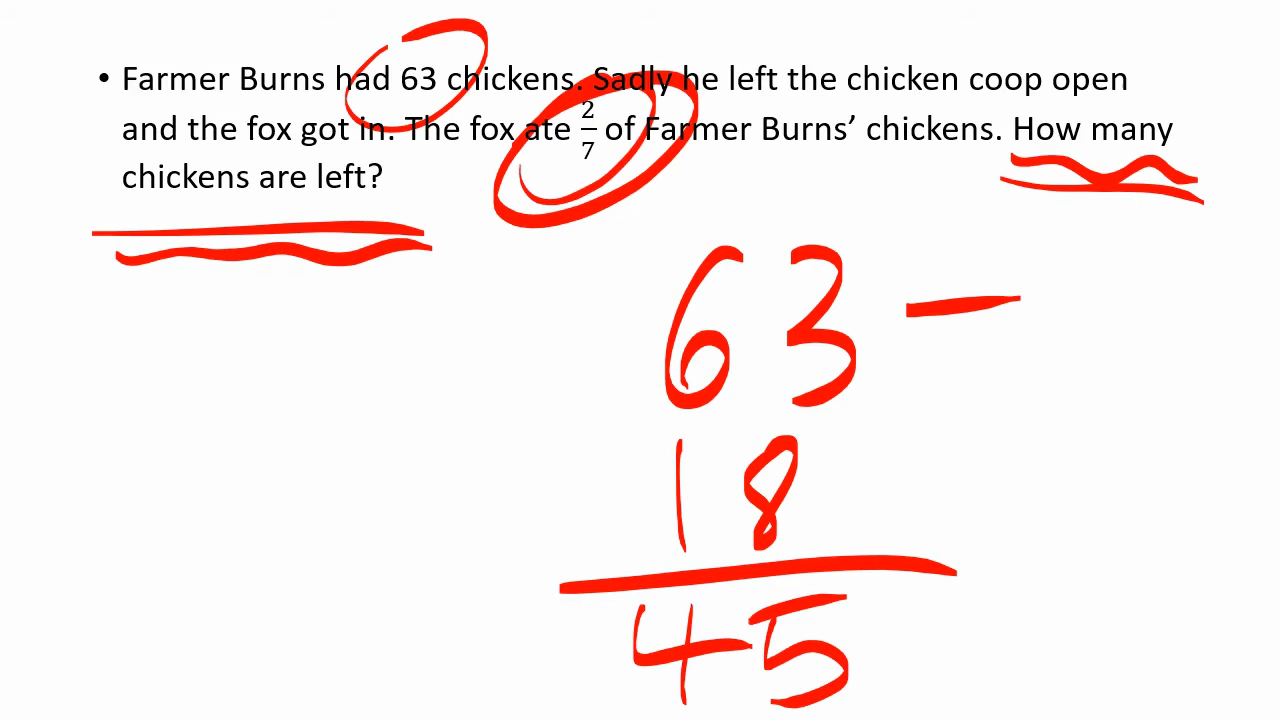 • Farmer Burns had 63 chickens. Sadly he left the chicken coop open
and the fox got in. The fox ate 2/7 of Farmer Burns’ chickens. How many
chickens are left?
63 -
18
45